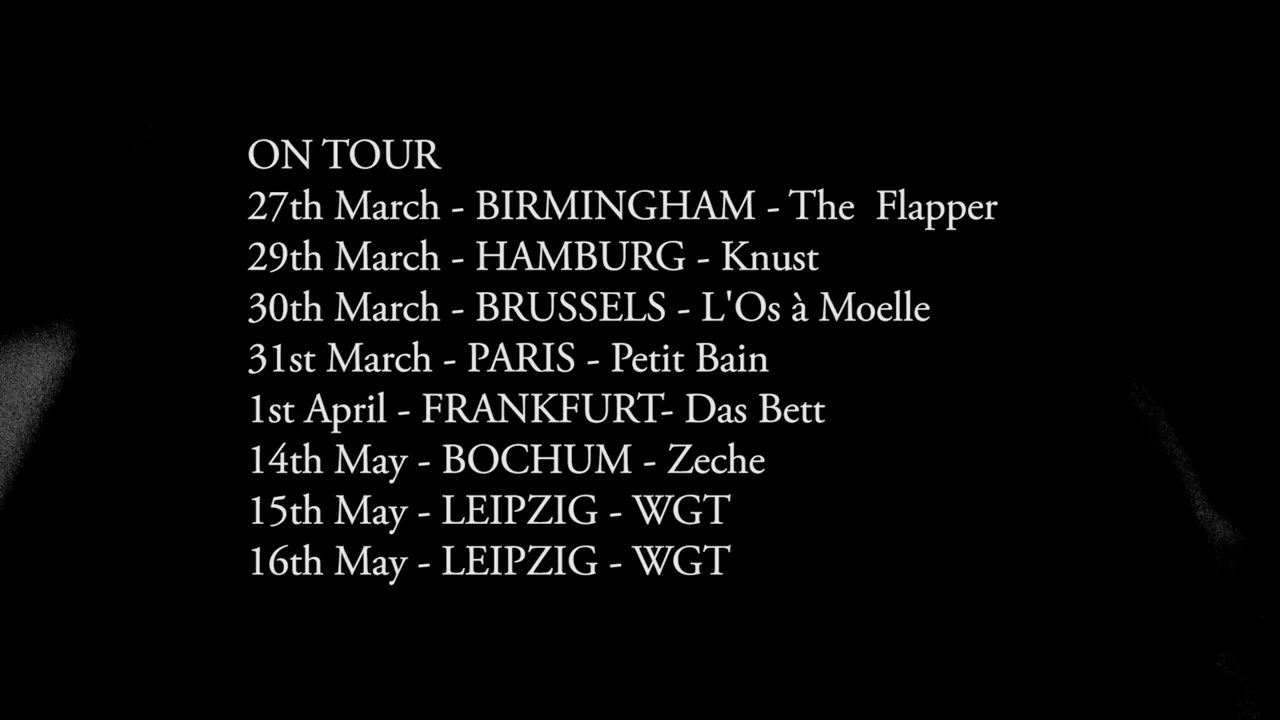 ON TOUR
27th March - BIRMINGHAM - The  Flapper
29th March - HAMBURG - Knust
30th March - BRUSSELS - L'Os à Moelle
31st March - PARIS - Petit Bain
1st April - FRANKFURT- Das Bett
14th May - BOCHUM - Zeche
15th May - LEIPZIG - WGT
16th May - LEIPZIG - WGT